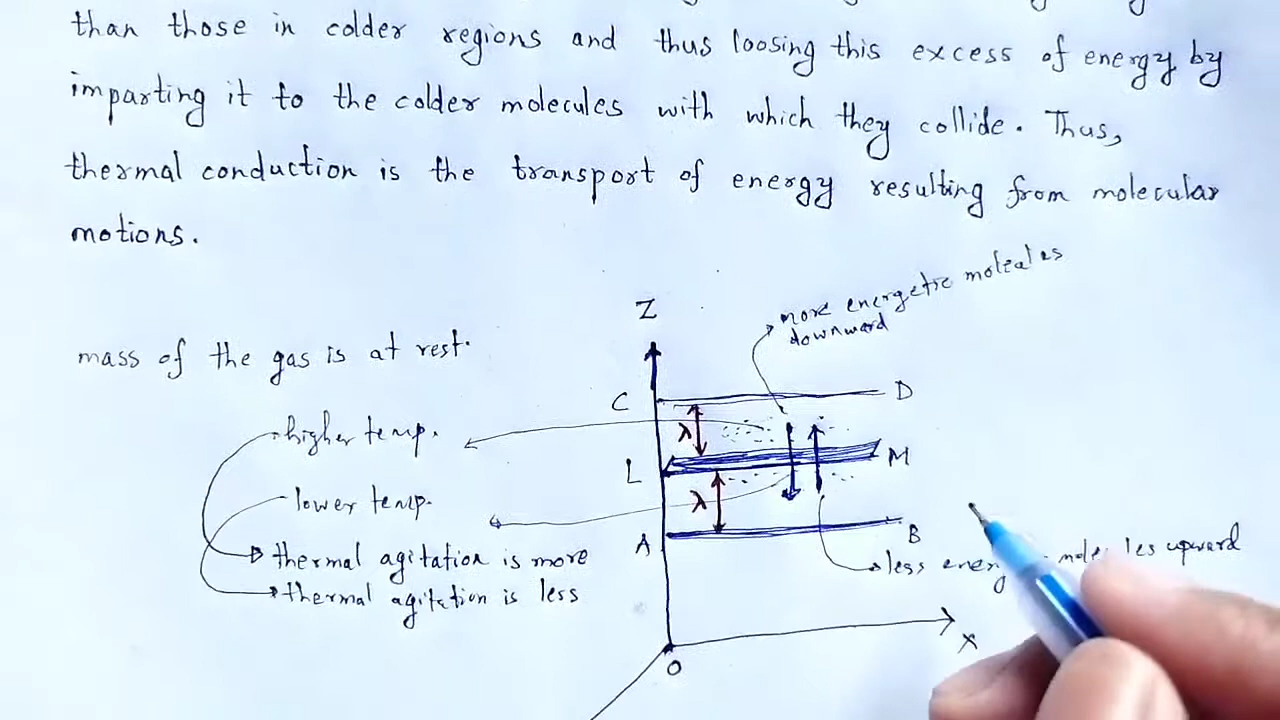 than those in colder regions and thus loosing this excess of energy by
imparting it to the colder molecules with which they collide. Thus,
thermal conduction is the transport of energy resulting from molecular
motions.
more energetic molecules
downward
Z
mass of the gas is at rest.
C
D
higher temp.
λ
L
M
lower temp.
λ
A
B
thermal agitation is more
less upward
thermal agitation is less
X
O